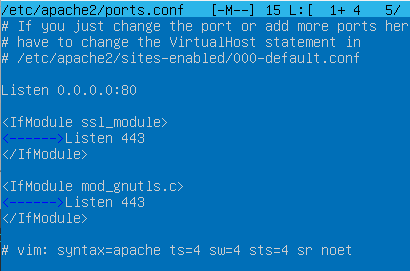 /etc/apache2/ports.conf [-M--] 15 L:[ 1+ 4 5/
# If you just change the port or add more ports her
# have to change the VirtualHost statement in
# /etc/apache2/sites-enabled/000-default.conf
Listen 0.0.0.0:80
<IfModule ssl_module>
<------>Listen 443
</IfModule>
<IfModule mod_gnutls.c>
<------>Listen 443
</IfModule>
# vim: syntax=apache ts=4 sw=4 sts=4 sr noet